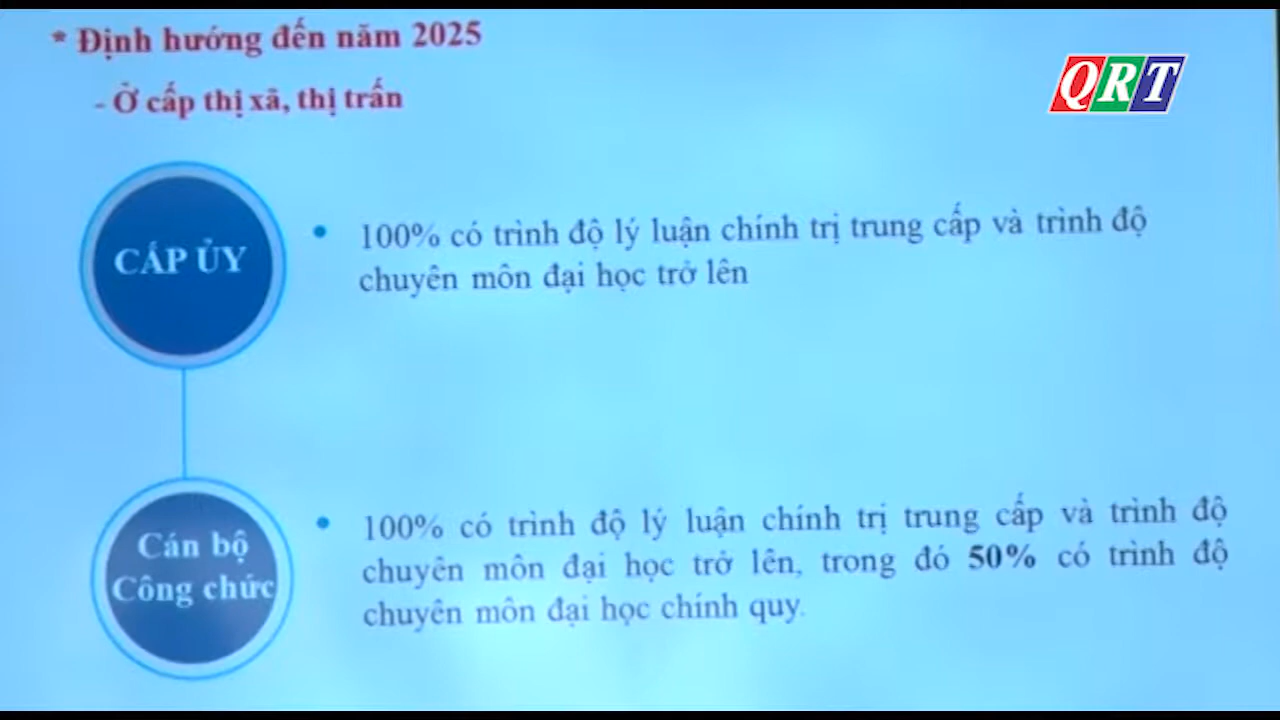 * Định hướng đến năm 2025
- Ở cấp thị xã, thị trấn
QRT
CẤP ỦY
• 100% có trình độ lý luận chính trị trung cấp và trình độ
chuyên môn đại học trở lên
Cán bộ
Công chức
• 100% có trình độ lý luận chính trị trung cấp và trình độ
chuyên môn đại học trở lên, trong đó 50% có trình độ
chuyên môn đại học chính quy.